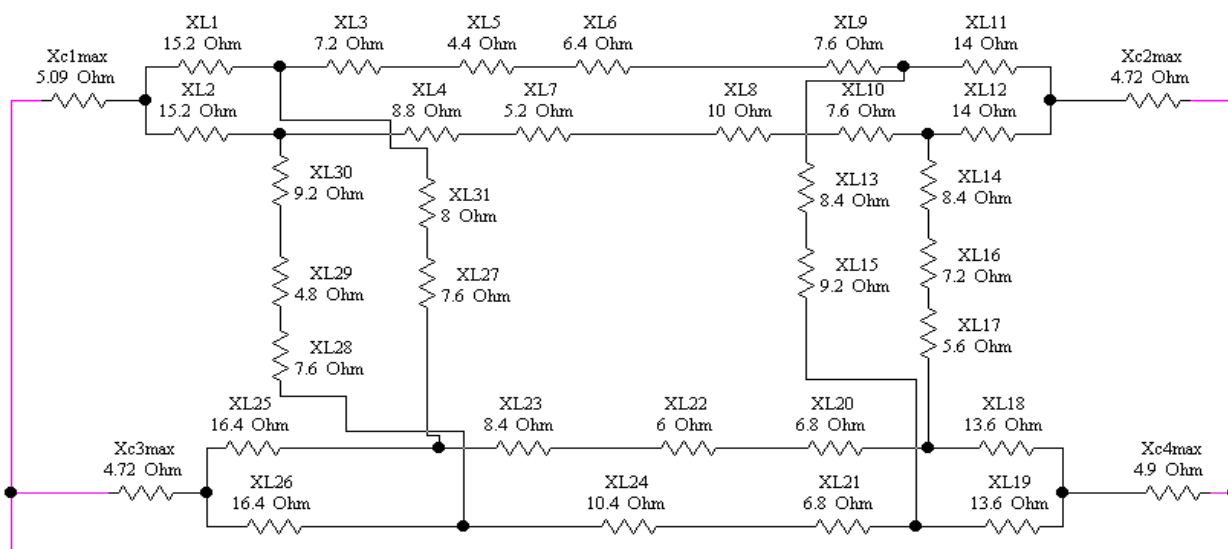 XL1
15.2 Ohm
XL3
7.2 Ohm
XL5
4.4 Ohm
XL6
6.4 Ohm
XL9
7.6 Ohm
XL11
14 Ohm
Xc1max
5.09 Ohm
Xc2max
4.72 Ohm
XL2
15.2 Ohm
XL4
8.8 Ohm
XL7
5.2 Ohm
XL8
10 Ohm
XL10
7.6 Ohm
XL12
14 Ohm
XL30
9.2 Ohm
XL31
8 Ohm
XL13
8.4 Ohm
XL14
8.4 Ohm
XL29
4.8 Ohm
XL27
7.6 Ohm
XL15
9.2 Ohm
XL16
7.2 Ohm
XL28
7.6 Ohm
XL17
5.6 Ohm
XL25
16.4 Ohm
XL23
8.4 Ohm
XL22
6 Ohm
XL20
6.8 Ohm
XL18
13.6 Ohm
Xc3max
4.72 Ohm
Xc4max
4.9 Ohm
XL26
16.4 Ohm
XL24
10.4 Ohm
XL21
6.8 Ohm
XL19
13.6 Ohm